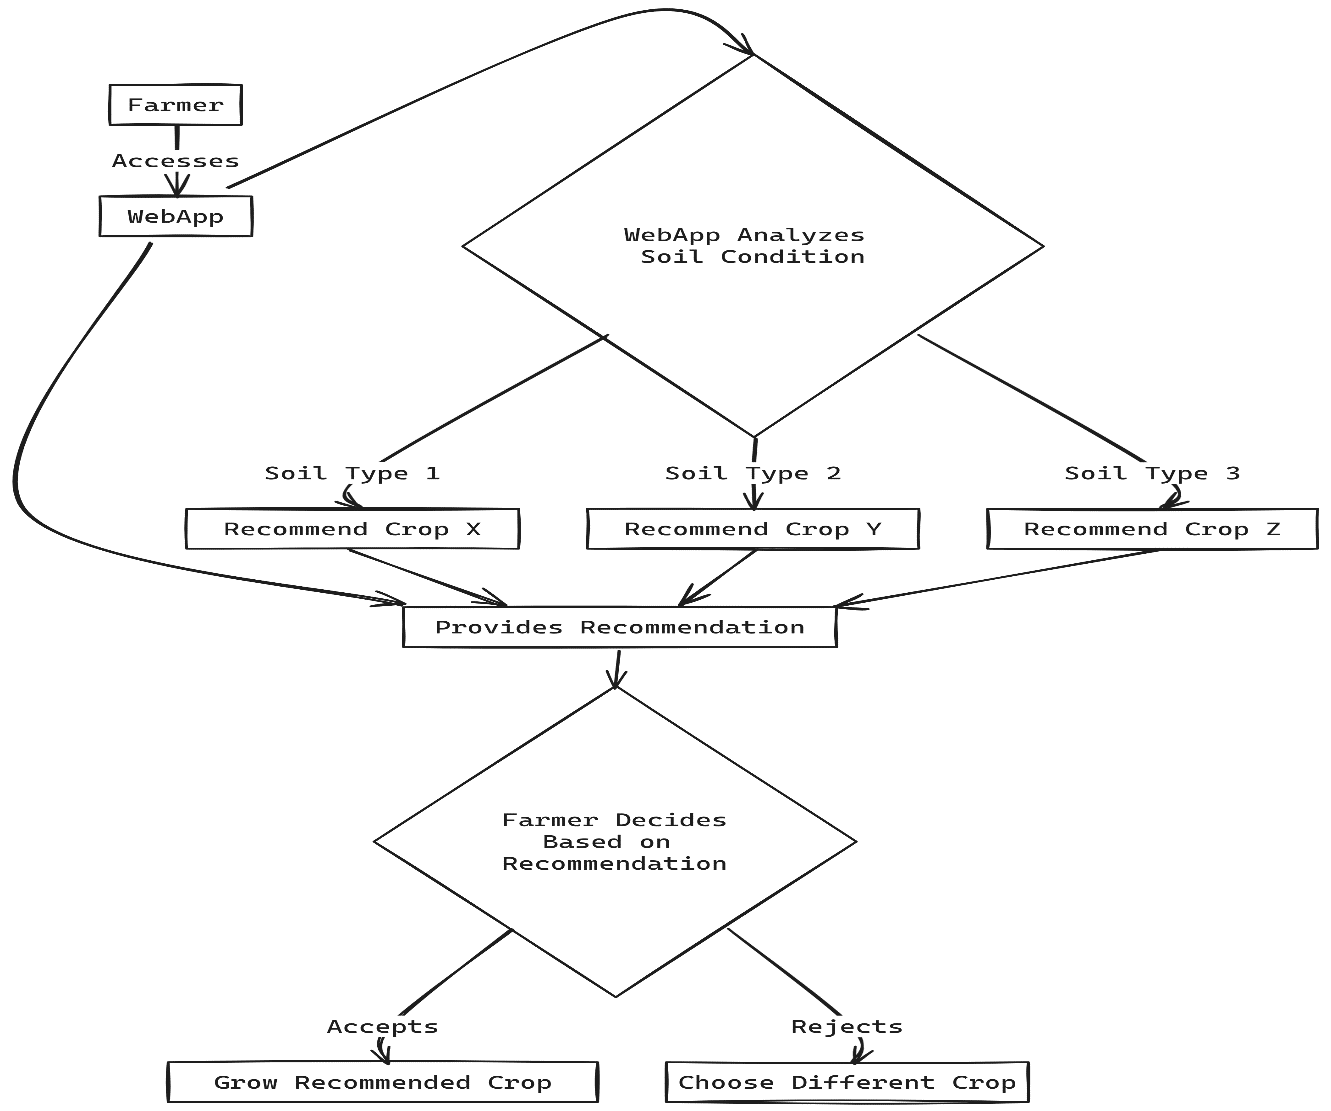 Farmer
Accesses
WebApp
WebApp Analyzes
Soil Condition
Soil Type 1
Soil Type 2
Soil Type 3
Recommend Crop X
Recommend Crop Y
Recommend Crop Z
Provides Recommendation
Farmer Decides
Based on
Recommendation
Accepts
Rejects
Grow Recommended Crop
Choose Different Crop